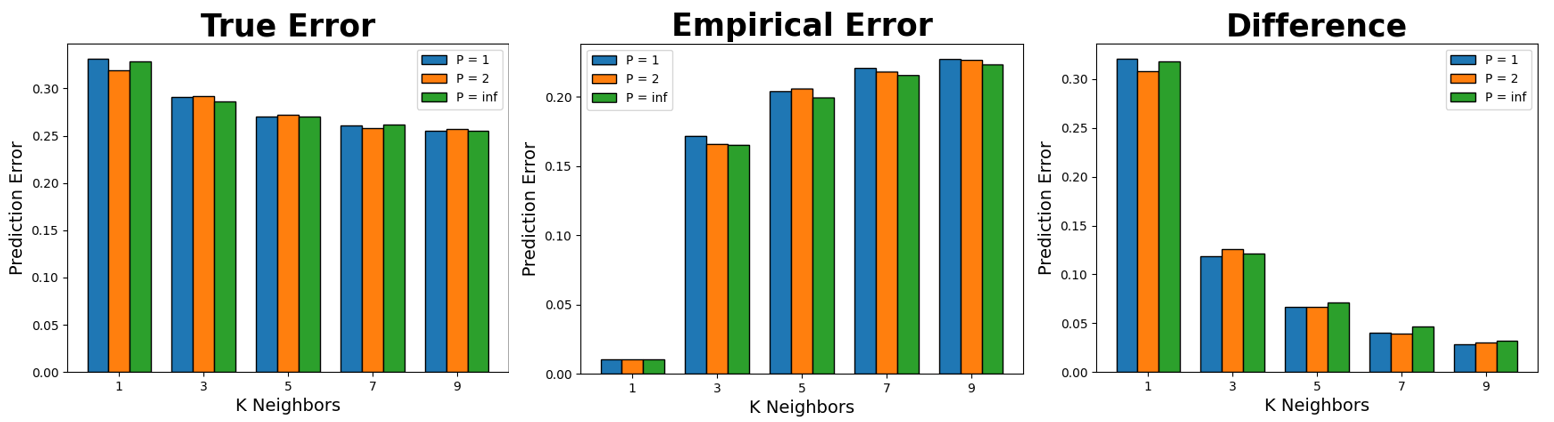 True Error
Prediction Error
0.30
0.25
0.20
0.15
0.10
0.05
0.00
P = 1
P = 2
P = inf
1 3 5 7 9
K Neighbors
Empirical Error
Prediction Error
0.20
0.15
0.10
0.05
0.00
P = 1
P = 2
P = inf
1 3 5 7 9
K Neighbors
Difference
Prediction Error
0.30
0.25
0.20
0.15
0.10
0.05
0.00
P = 1
P = 2
P = inf
1 3 5 7 9
K Neighbors